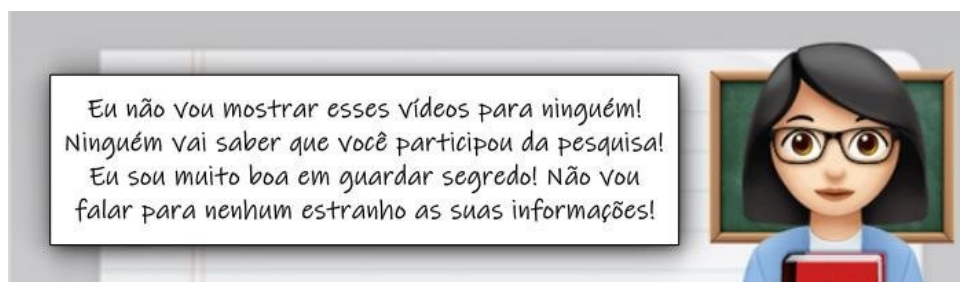 Eu não vou mostrar esses vídeos para ninguém!
Ninguém vai saber que você participou da pesquisa!
Eu sou muito boa em guardar segredo! Não vou
falar para nenhum estranho as suas informações!